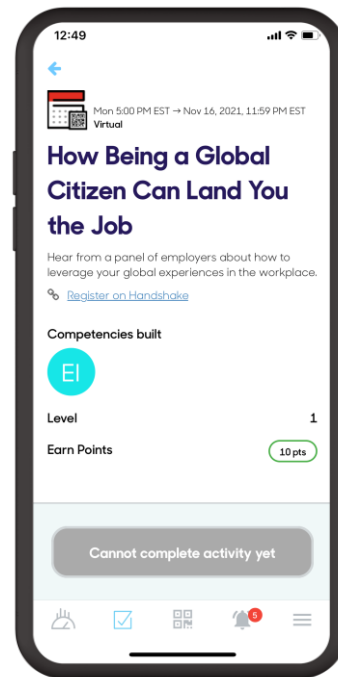 12:49
Mon 5:00 PM EST → Nov 16, 2021, 11:59 PM EST
Virtual
How Being a Global
Citizen Can Land You
the Job
Hear from a panel of employers about how to
leverage your global experiences in the workplace.
Register on Handshake
Competencies built
EI
Level 1
Earn Points 10 pts
Cannot complete activity yet
5